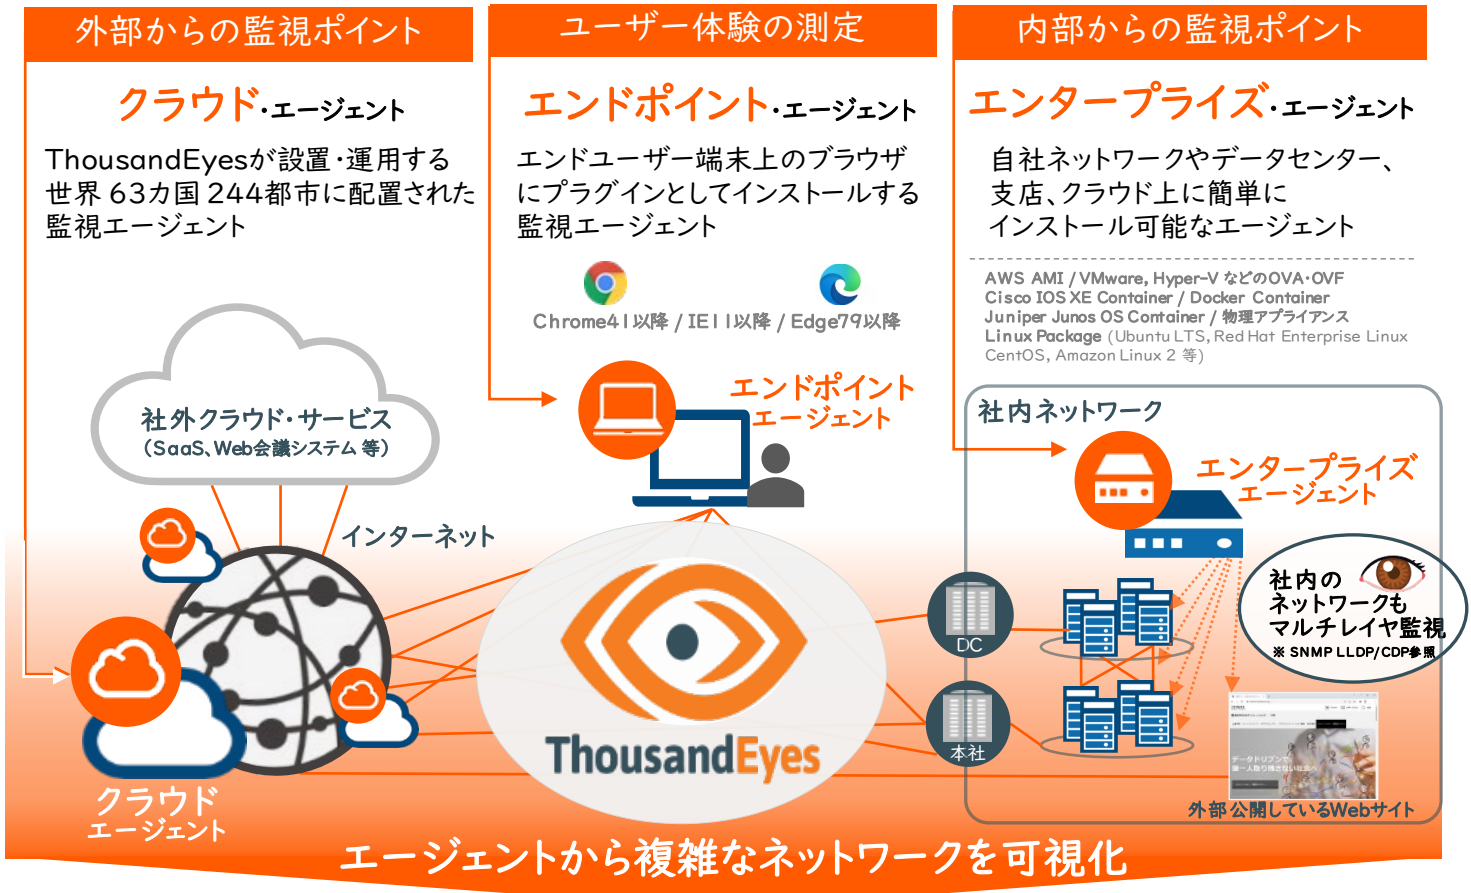 外部からの監視ポイント
クラウド・エージェント
ThousandEyesが設置・運用する
世界 63カ国 244都市に配置された
監視エージェント
ユーザー体験の測定
エンドポイント・エージェント
エンドユーザー端末上のブラウザ
にプラグインとしてインストールする
監視エージェント
Chrome41以降 / IE11以降 / Edge79以降
内部からの監視ポイント
エンタープライズ・エージェント
自社ネットワークやデータセンター、
支店、クラウド上に簡単に
インストール可能なエージェント
AWS AMI / VMware, Hyper-V などのOVA・OVF
Cisco IOS XE Container / Docker Container
Juniper Junos OS Container / 物理アプライアンス
Linux Package (Ubuntu LTS, Red Hat Enterprise Linux
CentOS, Amazon Linux 2 等)
社外クラウド・サービス
(SaaS、Web会議システム 等)
インターネット
クラウド
エージェント
エンドポイント
エージェント
ThousandEyes
社内ネットワーク
エンタープライズ
エージェント
DC
本社
社内の
ネットワークも
マルチレイヤ監視
※ SNMP LLDP/CDP参照
データドリブンで、
誰一人取り残さない社会へ
外部公開しているWebサイト
エージェントから複雑なネットワークを可視化